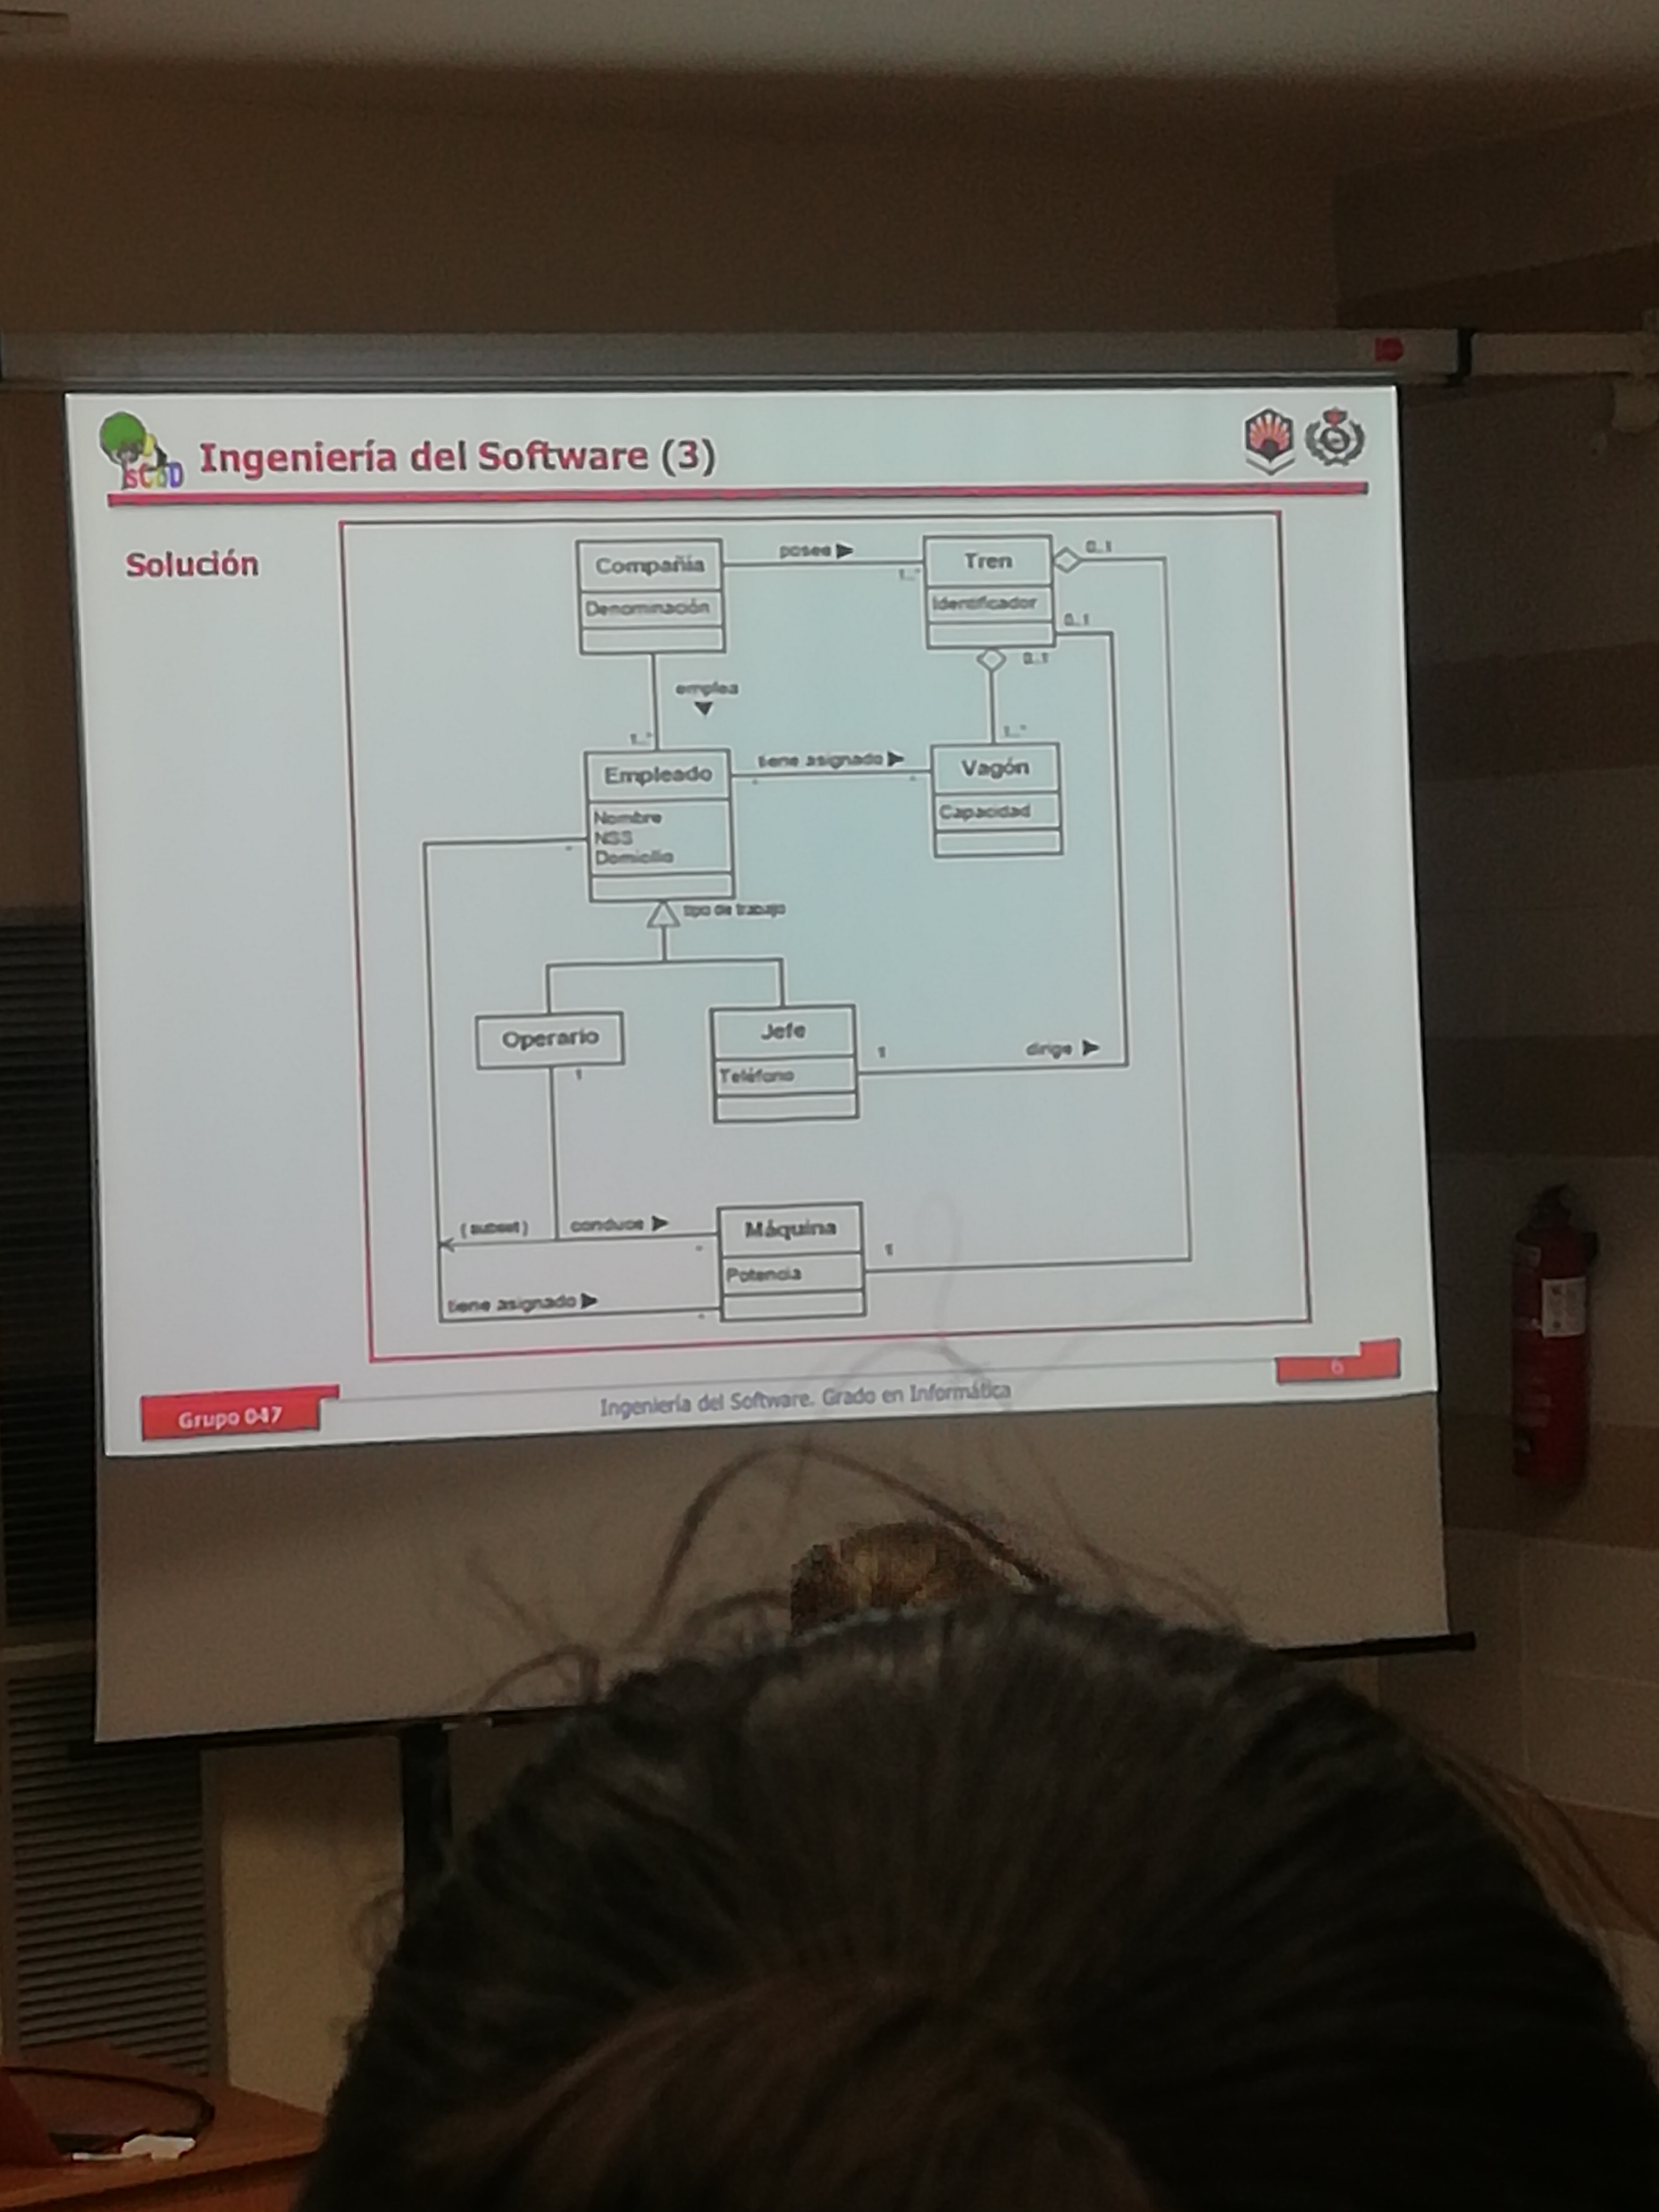 Ingeniería del Software (3)
Solución
Compañía
Denominación
posee
1..*
Tren
Identificador
0..1
0..1
0..1
emplea
1..*
1..*
Empleado
Nombre
NSS
Domicilio
tiene asignado
*
*
Vagón
Capacidad
*
tipo de trabajo
Operario
1
Jefe
Teléfono
1
dirige
{ subset }
conduce
*
Máquina
Potencia
1
tiene asignado
*
Grupo 047
Ingeniería del Software. Grado en Informática
6